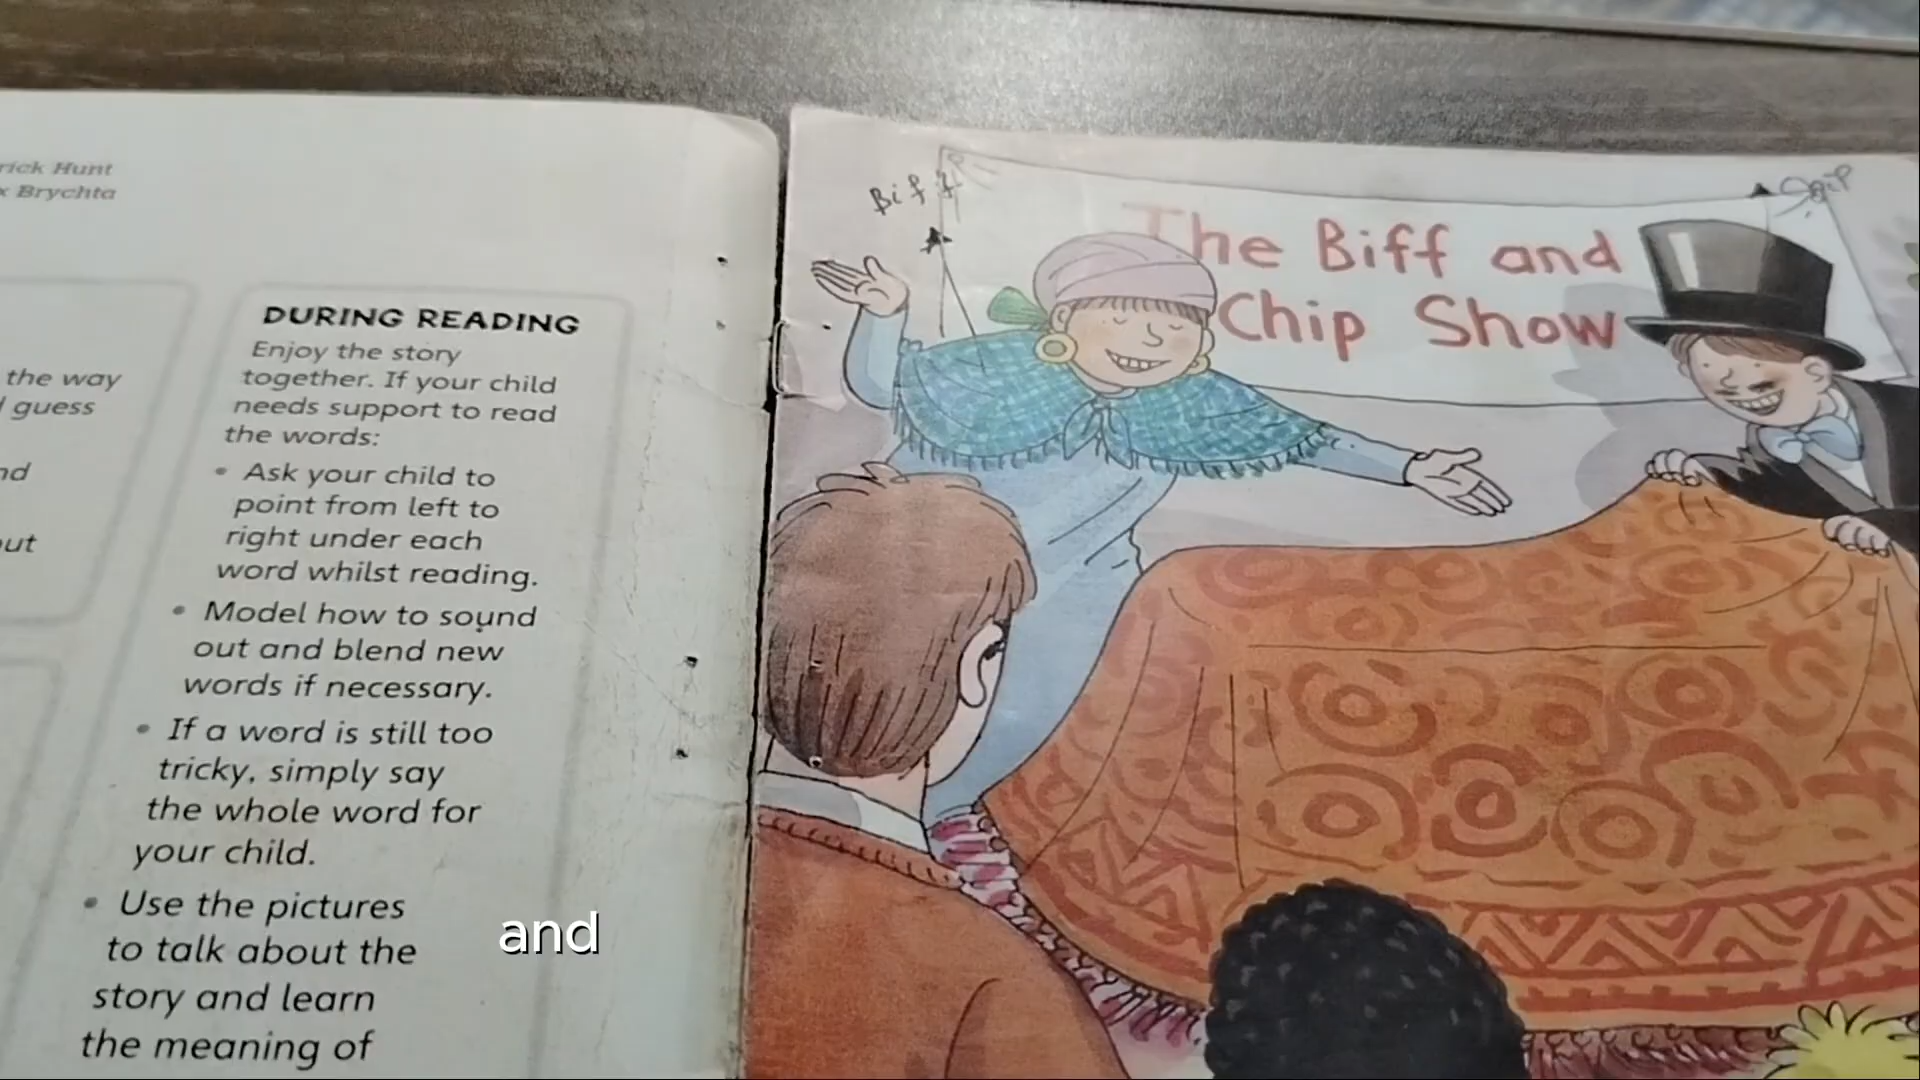 rick Hunt
x Brychta
the way
guess
nd
out
DURING READING
Enjoy the story
together. If your child
needs support to read
the words:
• Ask your child to
point from left to
right under each
word whilst reading.
• Model how to sound
out and blend new
words if necessary.
• If a word is still too
tricky, simply say
the whole word for
your child.
• Use the pictures
to talk about the
story and learn
the meaning of
and
Biff
The Biff and
Chip Show